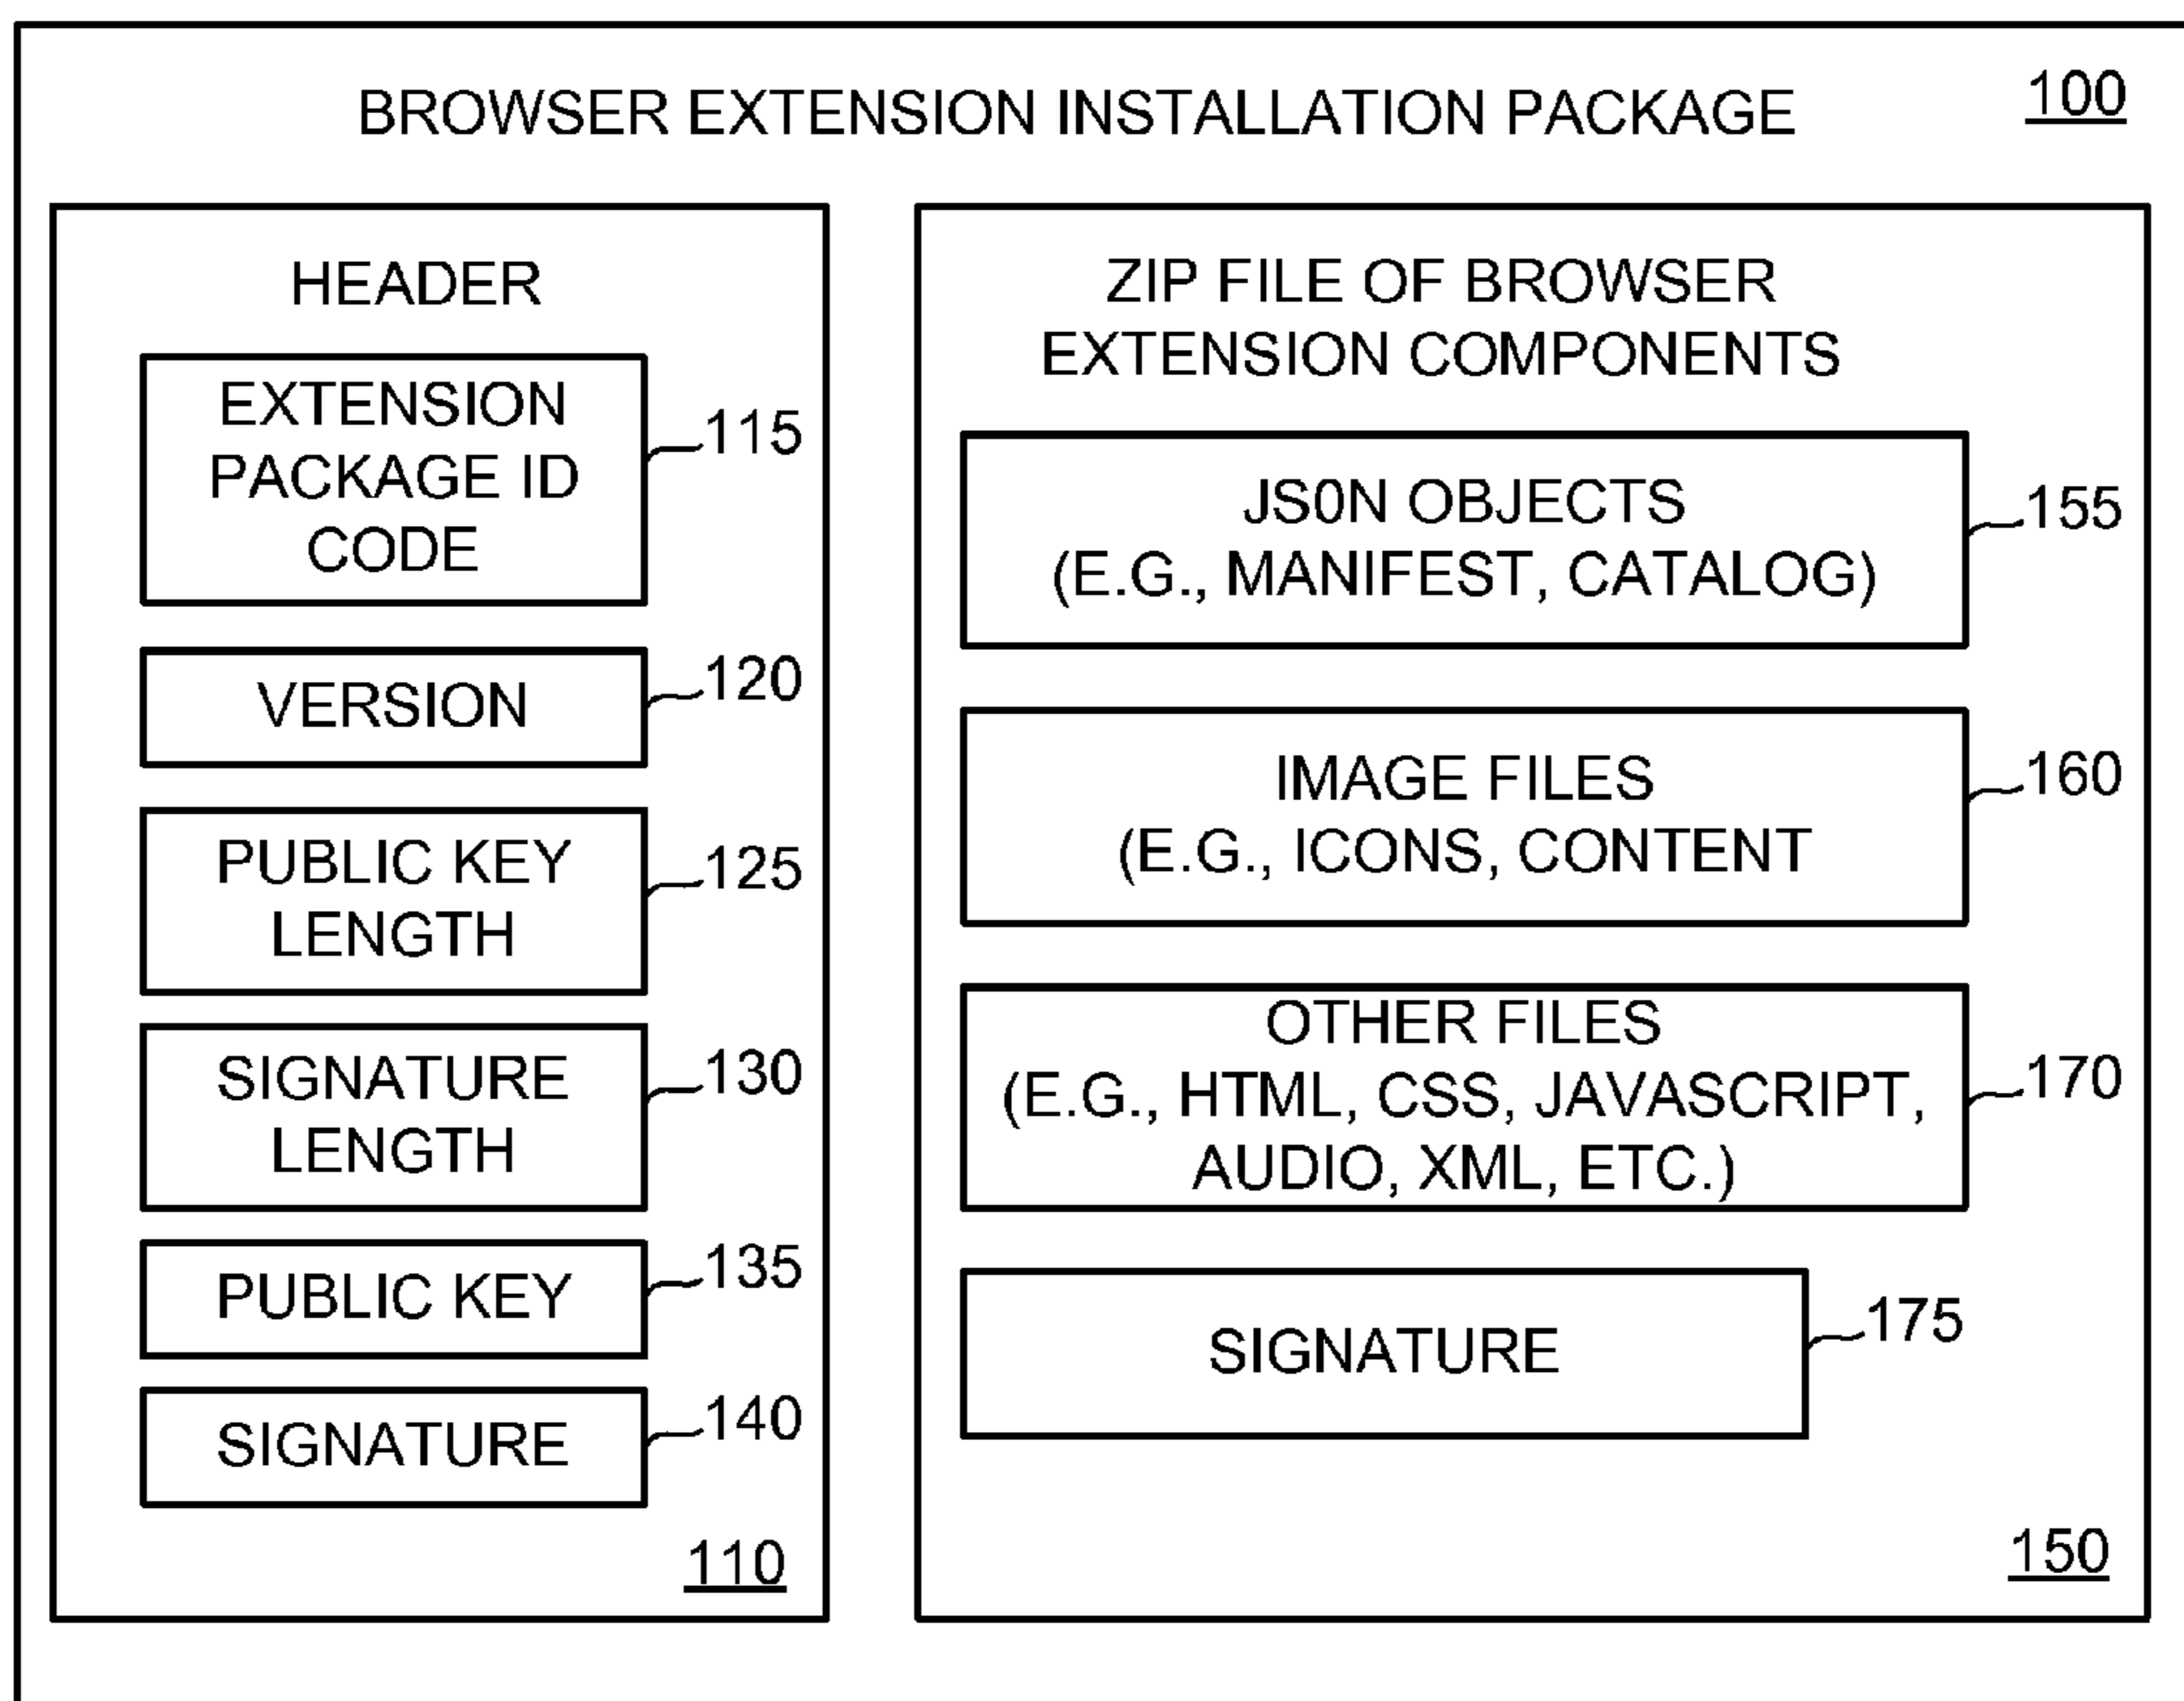 BROWSER EXTENSION INSTALLATION PACKAGE
100
HEADER
EXTENSION
PACKAGE ID
CODE
115
VERSION
120
PUBLIC KEY
LENGTH
125
SIGNATURE
LENGTH
130
PUBLIC KEY
135
SIGNATURE
140
110
ZIP FILE OF BROWSER
EXTENSION COMPONENTS
JS0N OBJECTS
(E.G., MANIFEST, CATALOG)
155
IMAGE FILES
(E.G., ICONS, CONTENT
160
OTHER FILES
(E.G., HTML, CSS, JAVASCRIPT,
AUDIO, XML, ETC.)
170
SIGNATURE
175
150